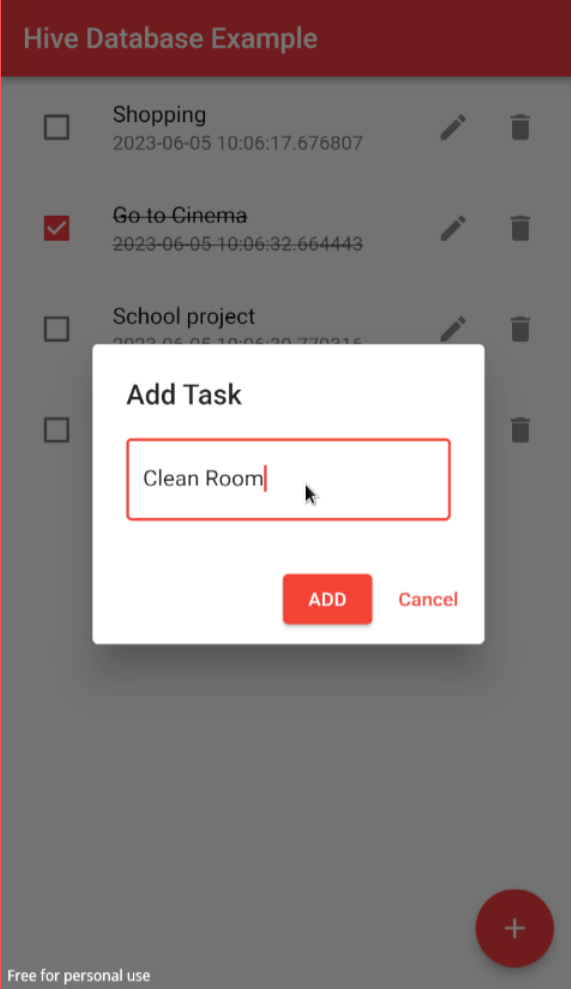 Hive Database Example
Shopping
2023-06-05 10:06:17.676807
Go to Cinema
2023-06-05 10:06:32.664443
School project
2023-06-05 10:06:39.770316
Add Task
Clean Room
ADD
Cancel
+
Free for personal use